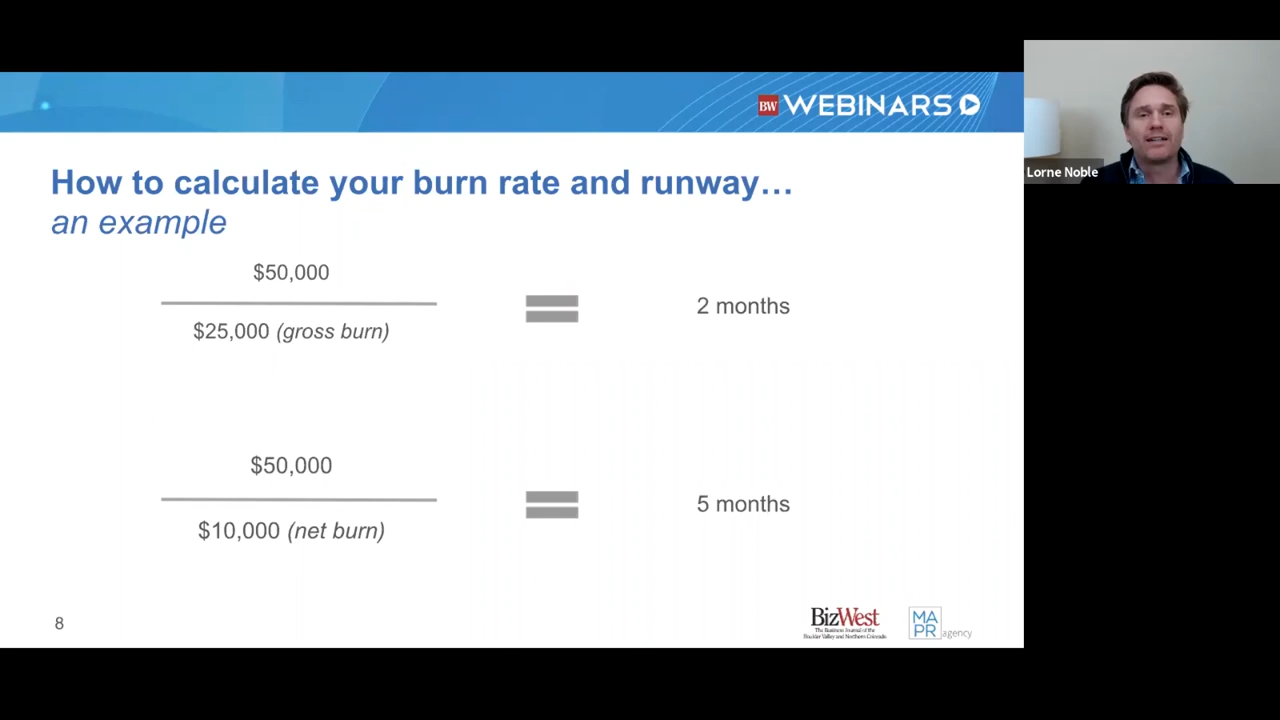 BW WEBINARS
How to calculate your burn rate and runway…
an example
$50,000
$25,000 (gross burn)
2 months
$50,000
$10,000 (net burn)
5 months
8
BizWest
The Business Journal of the
Boulder Valley and Northern Colorado
MA
PR agency
Lorne Noble